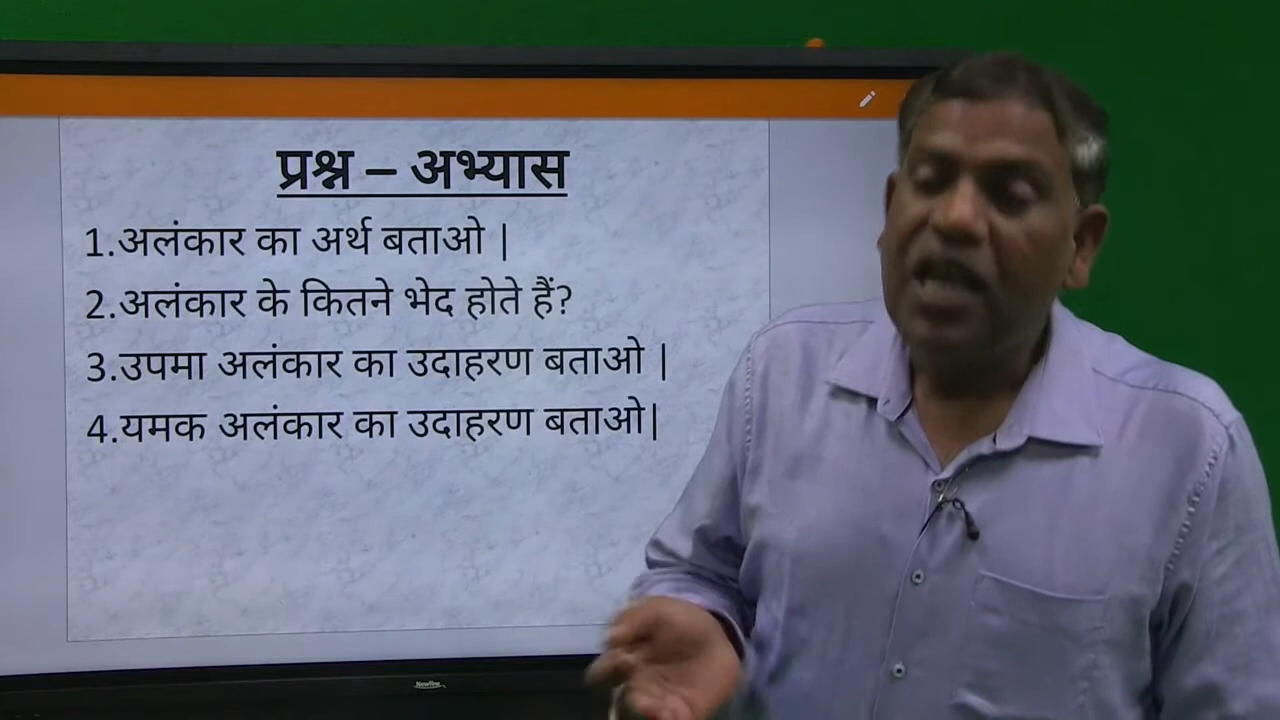 प्रश्न – अभ्यास
1.अलंकार का अर्थ बताओ |
2.अलंकार के कितने भेद होते हैं?
3.उपमा अलंकार का उदाहरण बताओ |
4.यमक अलंकार का उदाहरण बताओ|
Newline